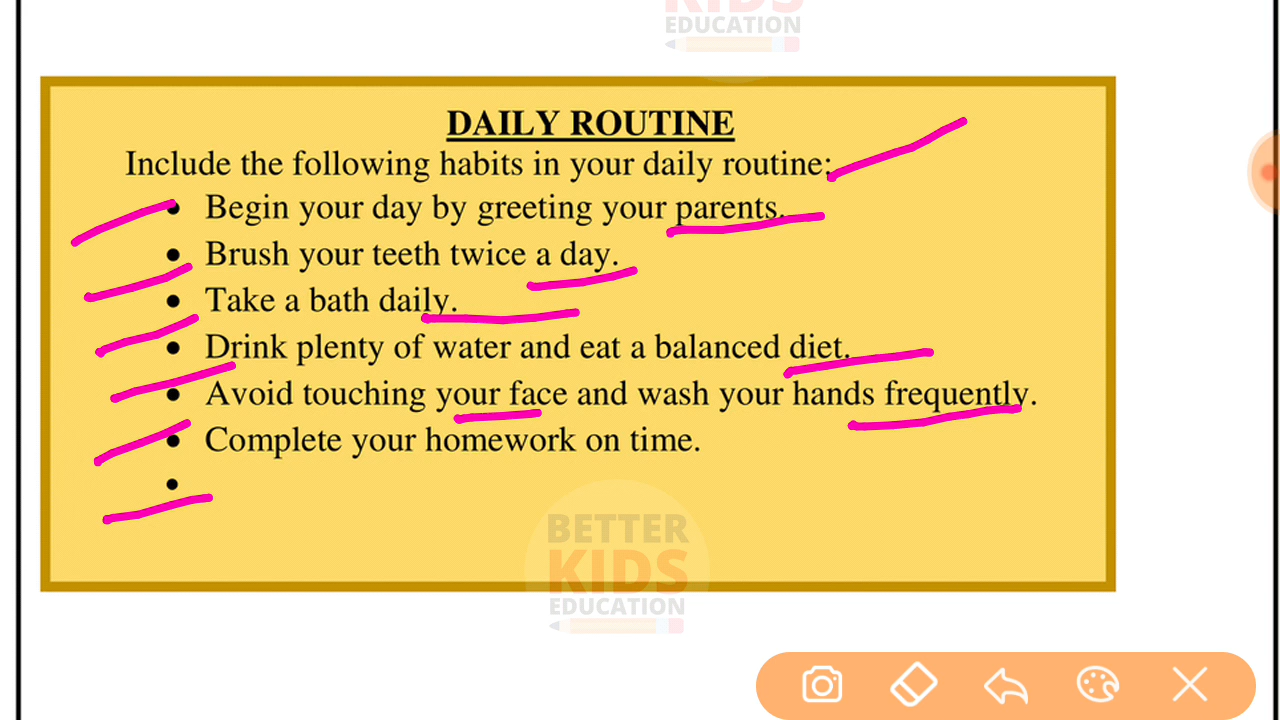 KIDS
EDUCATION
DAILY ROUTINE
Include the following habits in your daily routine:
• Begin your day by greeting your parents.
• Brush your teeth twice a day.
• Take a bath daily.
• Drink plenty of water and eat a balanced diet.
• Avoid touching your face and wash your hands frequently.
• Complete your homework on time.
•
BETTER
KIDS
EDUCATION